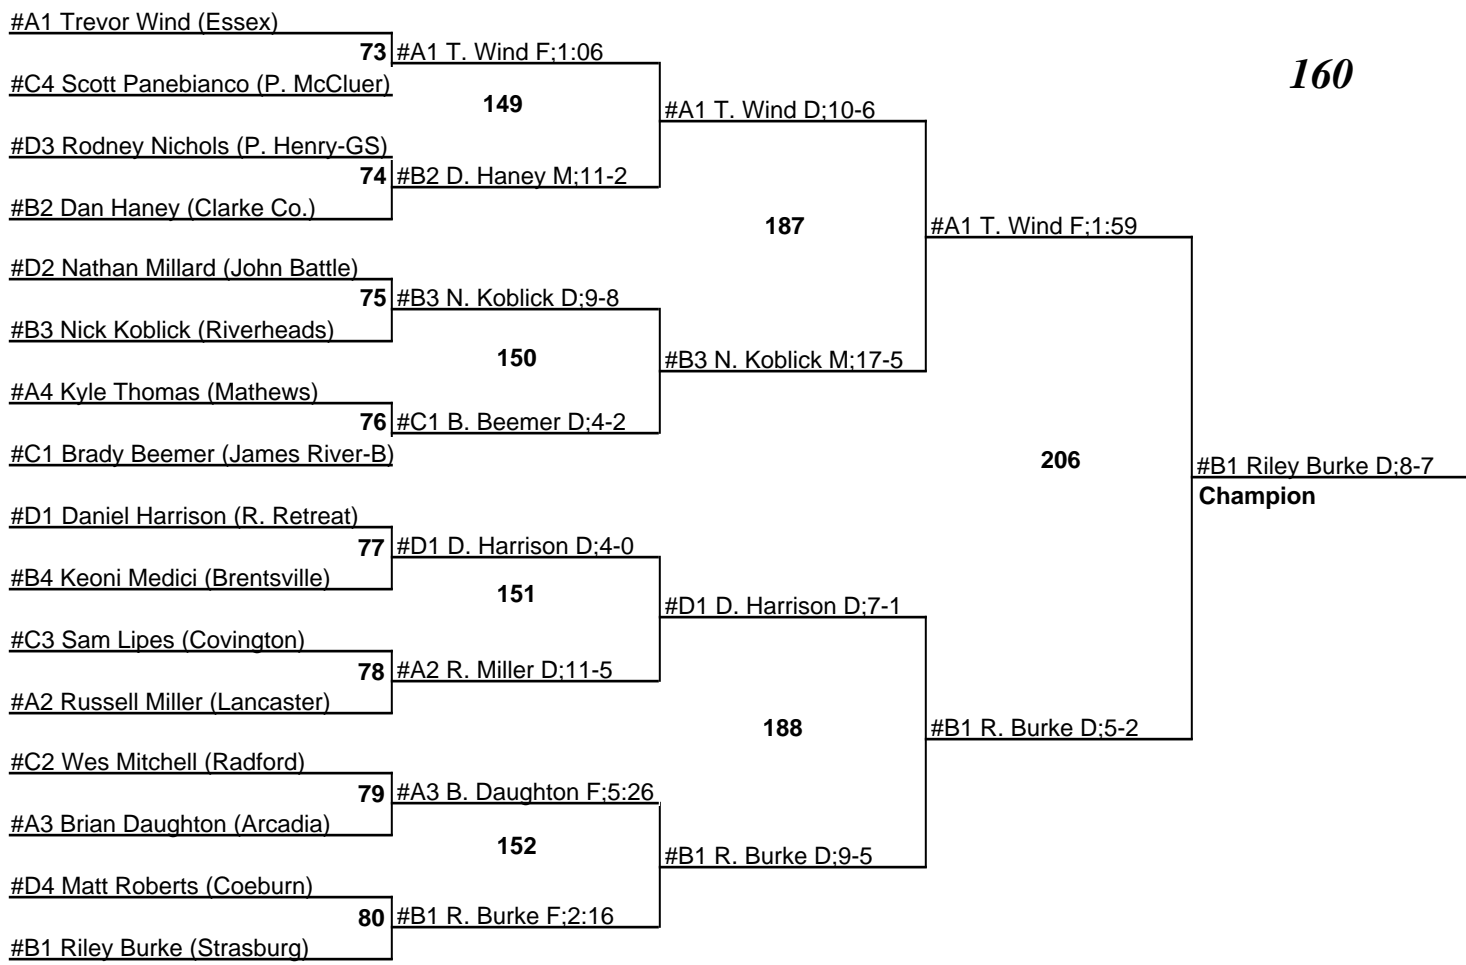 #A1 Trevor Wind (Essex)
73 #A1 T. Wind F;1:06
160
#C4 Scott Panebianco (P. McCluer)
149
#A1 T. Wind D;10-6
#D3 Rodney Nichols (P. Henry-GS)
74 #B2 D. Haney M;11-2
#B2 Dan Haney (Clarke Co.)
187
#A1 T. Wind F;1:59
#D2 Nathan Millard (John Battle)
75 #B3 N. Koblick D;9-8
#B3 Nick Koblick (Riverheads)
150
#B3 N. Koblick M;17-5
#A4 Kyle Thomas (Mathews)
76 #C1 B. Beemer D;4-2
#C1 Brady Beemer (James River-B)
206
#B1 Riley Burke D;8-7
Champion
#D1 Daniel Harrison (R. Retreat)
77 #D1 D. Harrison D;4-0
#B4 Keoni Medici (Brentsville)
151
#D1 D. Harrison D;7-1
#C3 Sam Lipes (Covington)
78 #A2 R. Miller D;11-5
#A2 Russell Miller (Lancaster)
188
#B1 R. Burke D;5-2
#C2 Wes Mitchell (Radford)
79 #A3 B. Daughton F;5:26
#A3 Brian Daughton (Arcadia)
152
#B1 R. Burke D;9-5
#D4 Matt Roberts (Coeburn)
80 #B1 R. Burke F;2:16
#B1 Riley Burke (Strasburg)